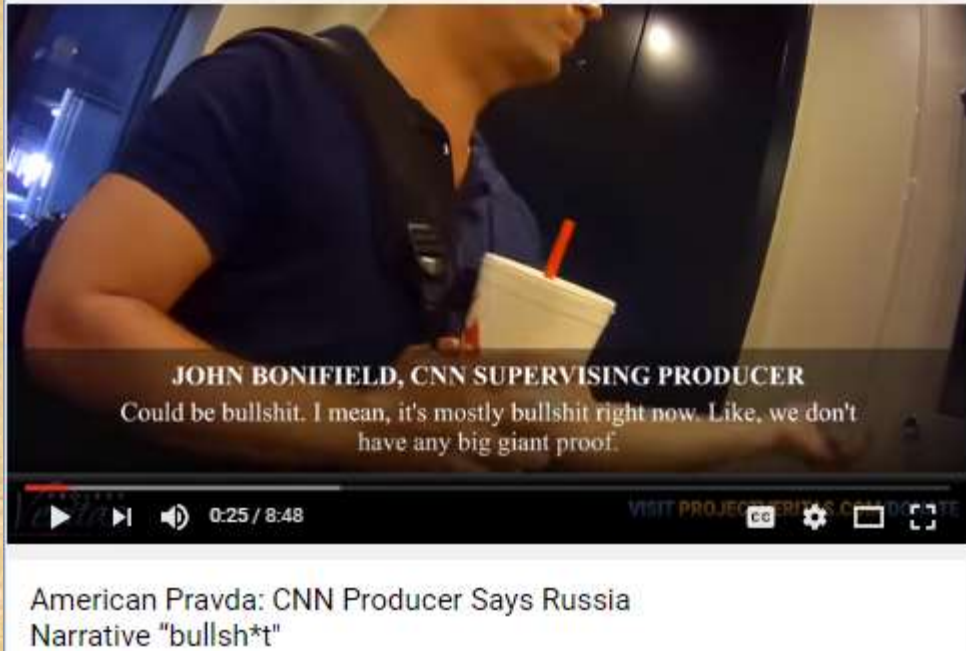 JOHN BONIFIELD, CNN SUPERVISING PRODUCER
Could be bullshit. I mean, it's mostly bullshit right now. Like, we don't
have any big giant proof.
PROJECT
Veritas
0:25 / 8:48
VISIT PROJECTVERITAS.COM/DONATE
CC
American Pravda: CNN Producer Says Russia
Narrative “bullsh*t"